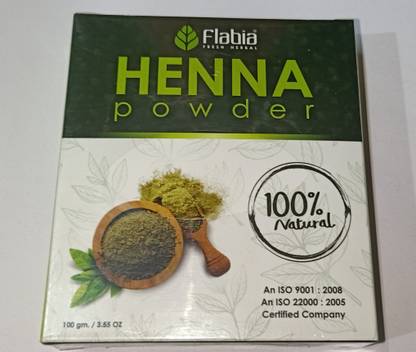 Flabia
FRESH HERBAL
HENNA
powder
100%
Natural
An ISO 9001 : 2008
An ISO 22000 : 2005
Certified Company
100 gm. / 3.55 OZ